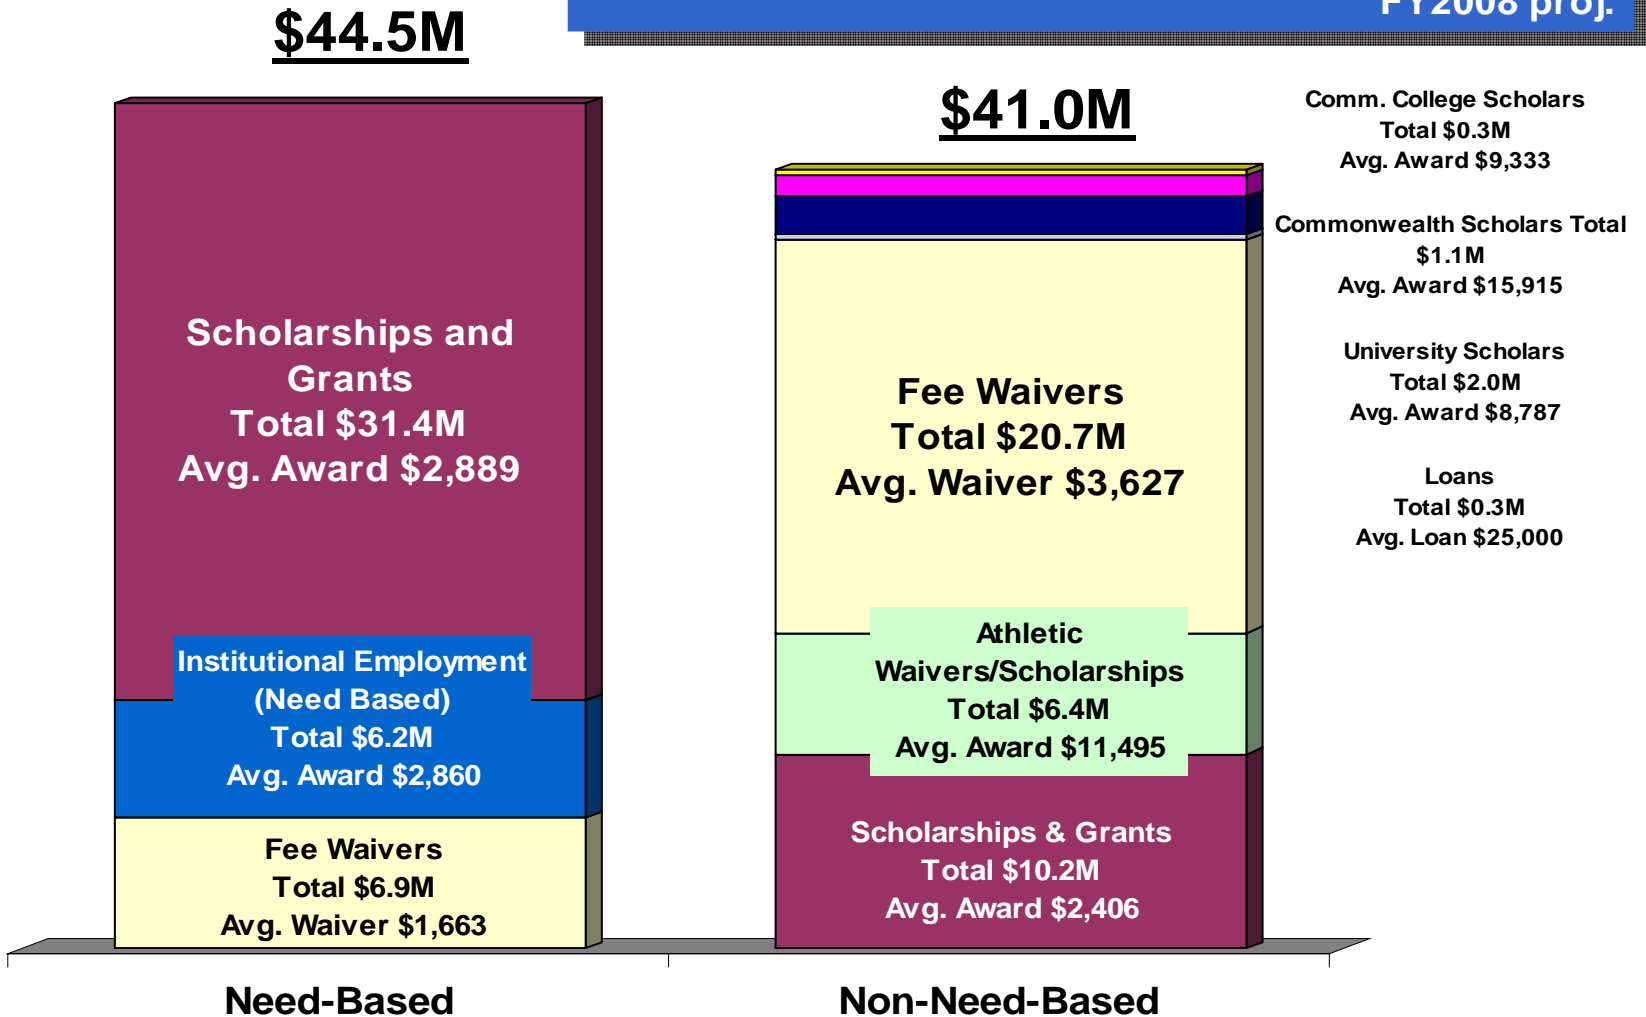 FY2008 proj.
$44.5M
$41.0M
Scholarships and
Grants
Total $31.4M
Avg. Award $2,889
Institutional Employment
(Need Based)
Total $6.2M
Avg. Award $2,860
Fee Waivers
Total $6.9M
Avg. Waiver $1,663
Fee Waivers
Total $20.7M
Avg. Waiver $3,627
Athletic
Waivers/Scholarships
Total $6.4M
Avg. Award $11,495
Scholarships & Grants
Total $10.2M
Avg. Award $2,406
Comm. College Scholars
Total $0.3M
Avg. Award $9,333
Commonwealth Scholars Total
$1.1M
Avg. Award $15,915
University Scholars
Total $2.0M
Avg. Award $8,787
Loans
Total $0.3M
Avg. Loan $25,000
Need-Based
Non-Need-Based